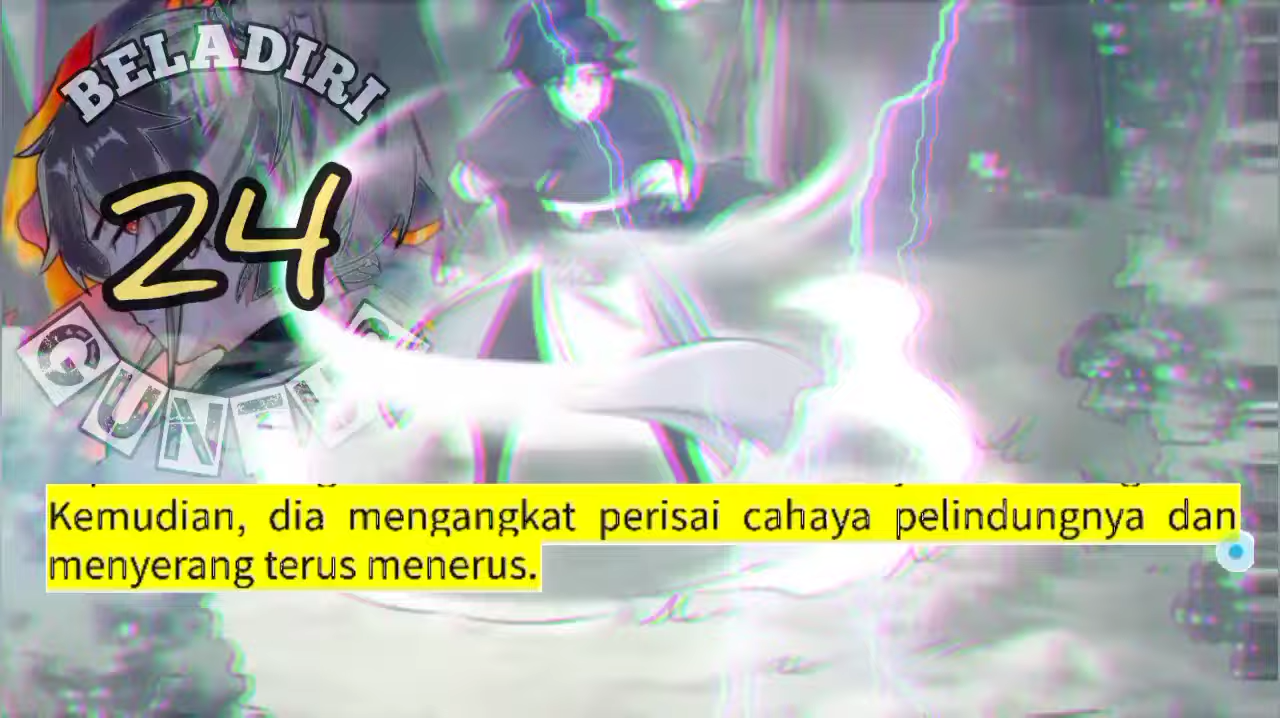 BELADIRI
24
Kemudian, dia mengangkat perisai cahaya pelindungnya dan
menyerang terus menerus.